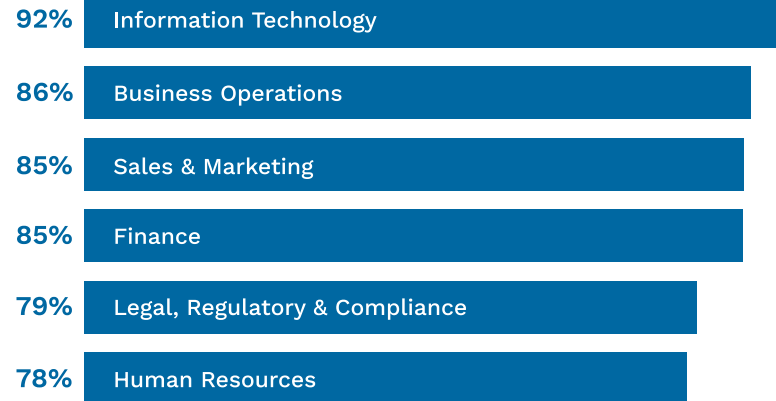 92% Information Technology
86% Business Operations
85% Sales & Marketing
85% Finance
79% Legal, Regulatory & Compliance
78% Human Resources